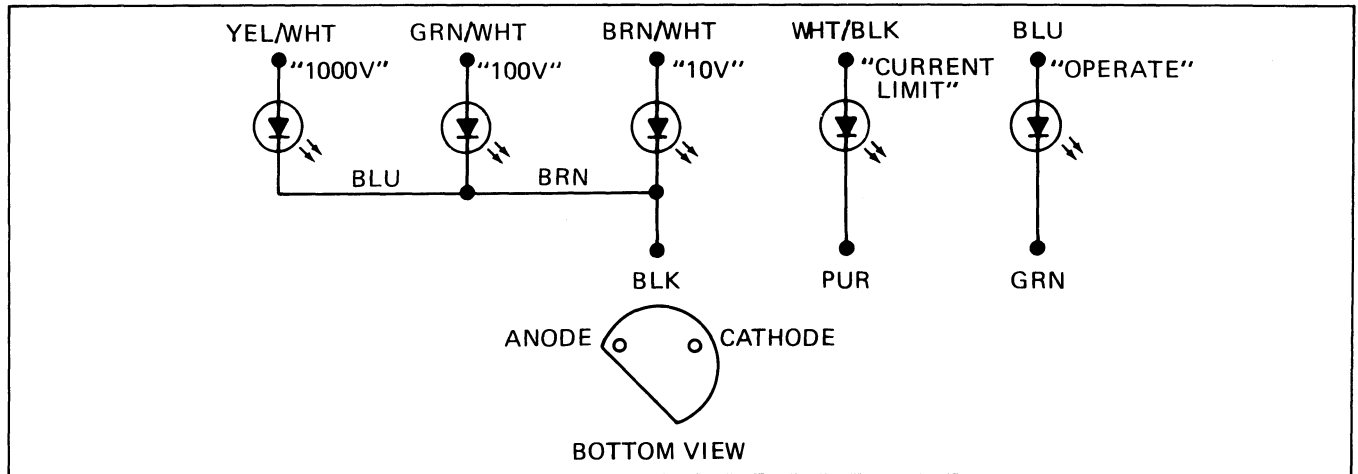 YEL/WHT GRN/WHT BRN/WHT WHT/BLK BLU
"1000V" "100V" "10V" "CURRENT LIMIT" "OPERATE"
BLU BRN
BLK PUR GRN
ANODE CATHODE
BOTTOM VIEW